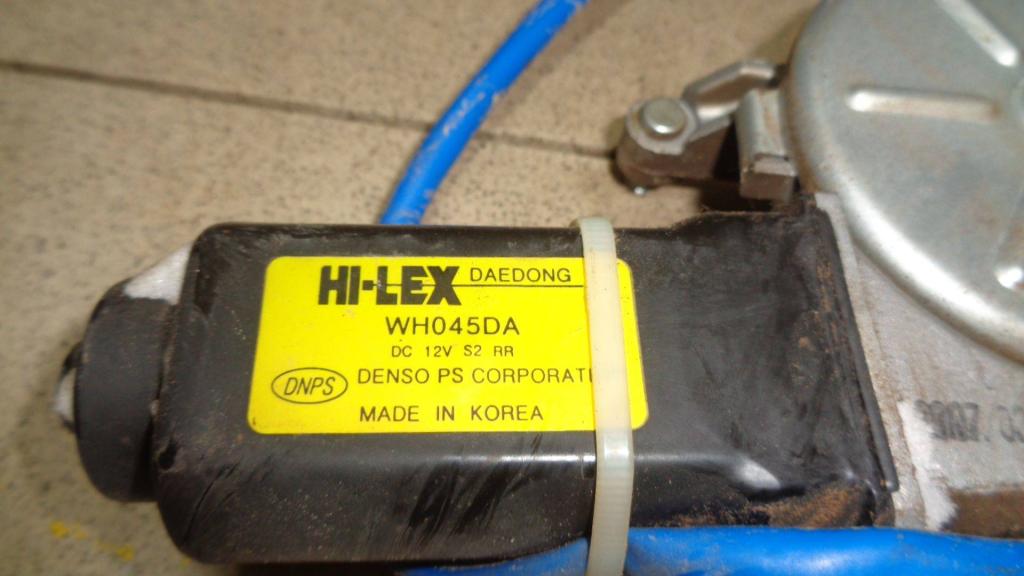 HI-LEX DAEDONG
WH045DA
DC 12V S2 RR
DNPS DENSO PS CORPORATI
MADE IN KOREA